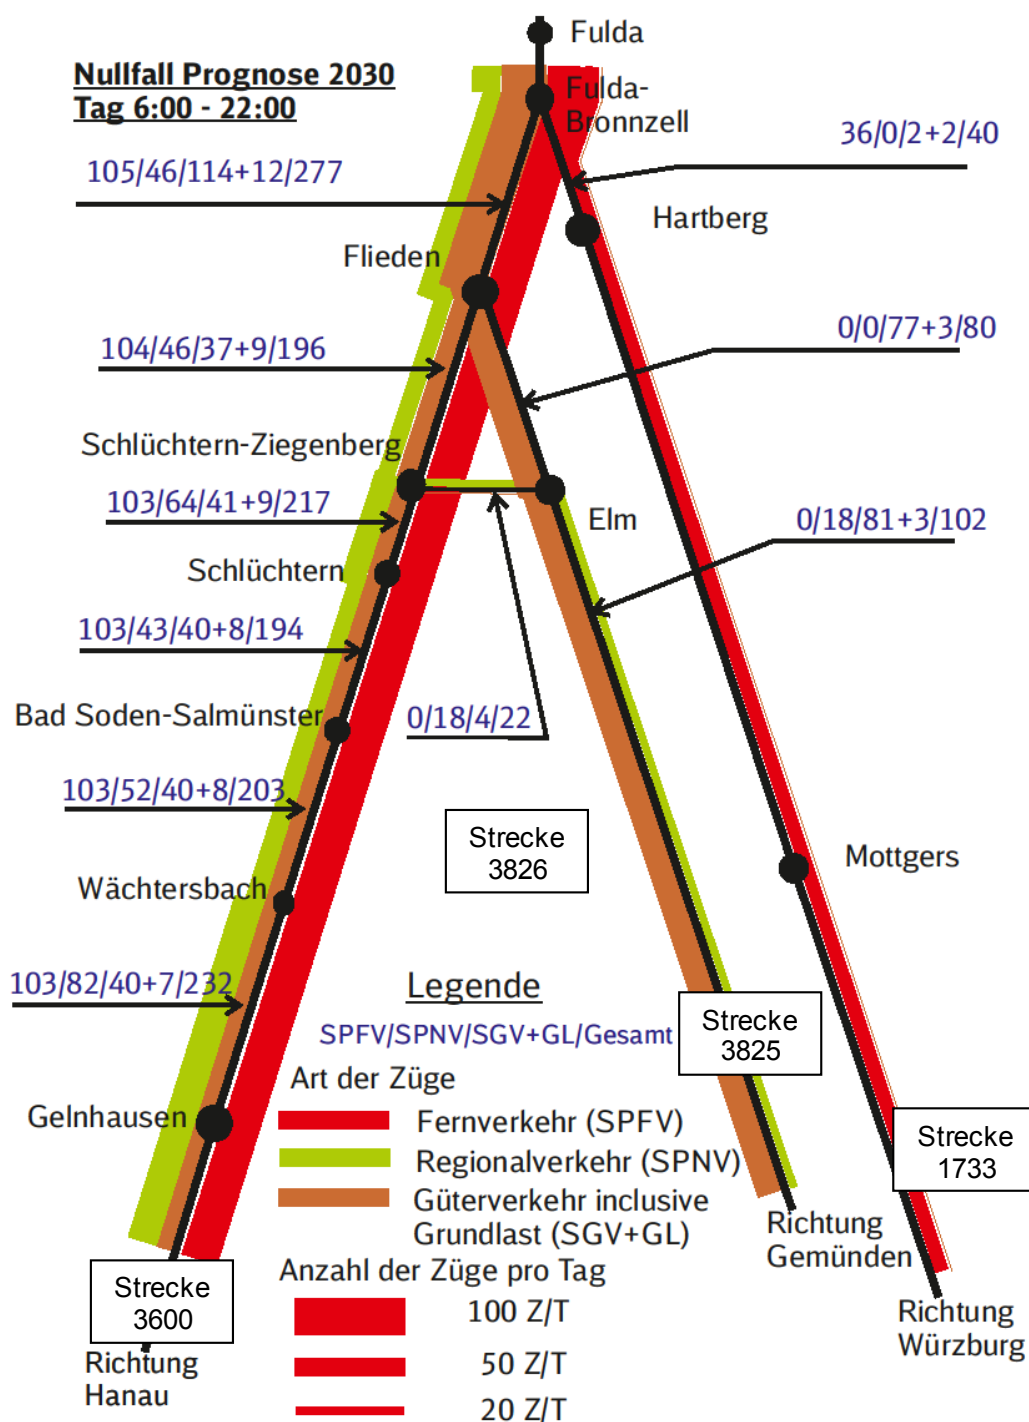 Fulda
Nullfall Prognose 2030
Tag 6:00 - 22:00
Fulda-
Bronnzell
36/0/2+2/40
105/46/114+12/277
Hartberg
Flieden
0/0/77+3/80
104/46/37+9/196
Schlüchtern-Ziegenberg
103/64/41+9/217
Elm
0/18/81+3/102
Schlüchtern
103/43/40+8/194
Bad Soden-Salmünster
0/18/4/22
103/52/40+8/203
Strecke
3826
Mottgers
Wächtersbach
103/82/40+7/232
Legende
SPFV/SPNV/SGV+GL/Gesamt
Strecke
3825
Art der Züge
Gelnhausen
Fernverkehr (SPFV)
Regionalverkehr (SPNV)
Güterverkehr inclusive
Grundlast (SGV+GL)
Strecke
1733
Richtung
Gemünden
Anzahl der Züge pro Tag
Strecke
3600
100 Z/T
Richtung
Würzburg
Richtung
Hanau
50 Z/T
20 Z/T